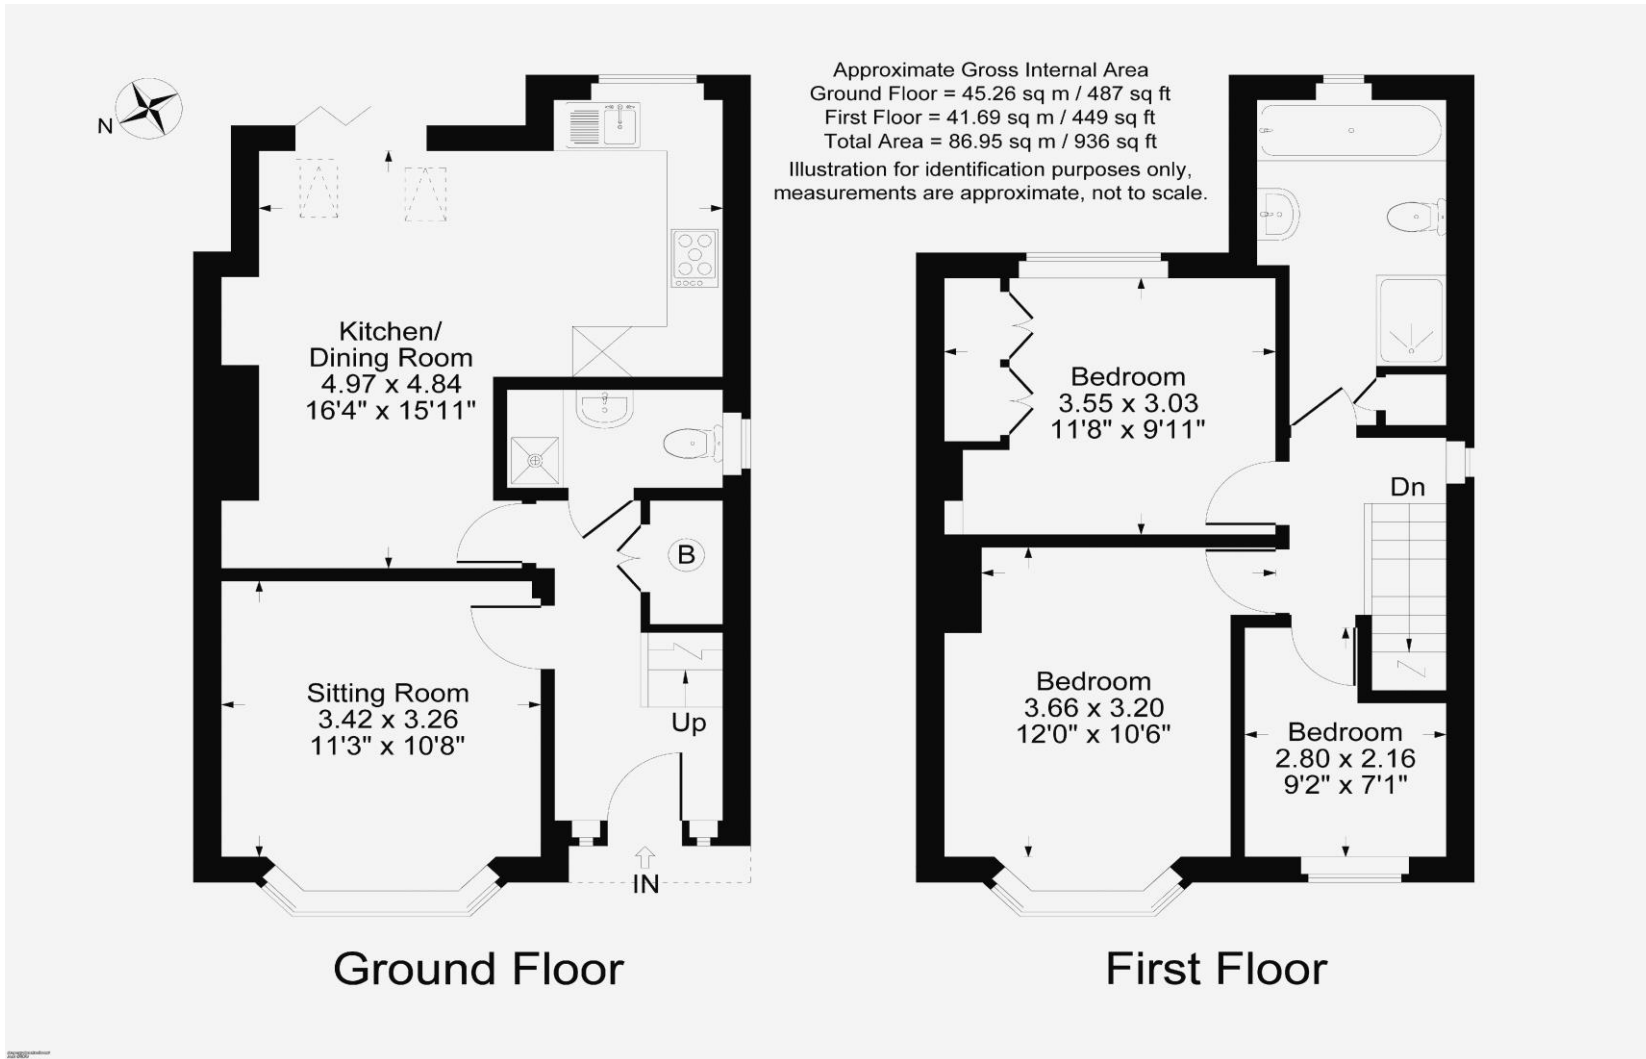 Approximate Gross Internal Area
Ground Floor = 45.26 sq m / 487 sq ft
First Floor = 41.69 sq m / 449 sq ft
Total Area = 86.95 sq m / 936 sq ft
Illustration for identification purposes only,
measurements are approximate, not to scale.
N
Kitchen/
Dining Room
4.97 x 4.84
16'4" x 15'11"
B
Sitting Room
3.42 x 3.26
11'3" x 10'8"
Up
IN
Ground Floor
Bedroom
3.55 x 3.03
11'8" x 9'11"
Dn
Bedroom
3.66 x 3.20
12'0" x 10'6"
Bedroom
2.80 x 2.16
9'2" x 7'1"
First Floor